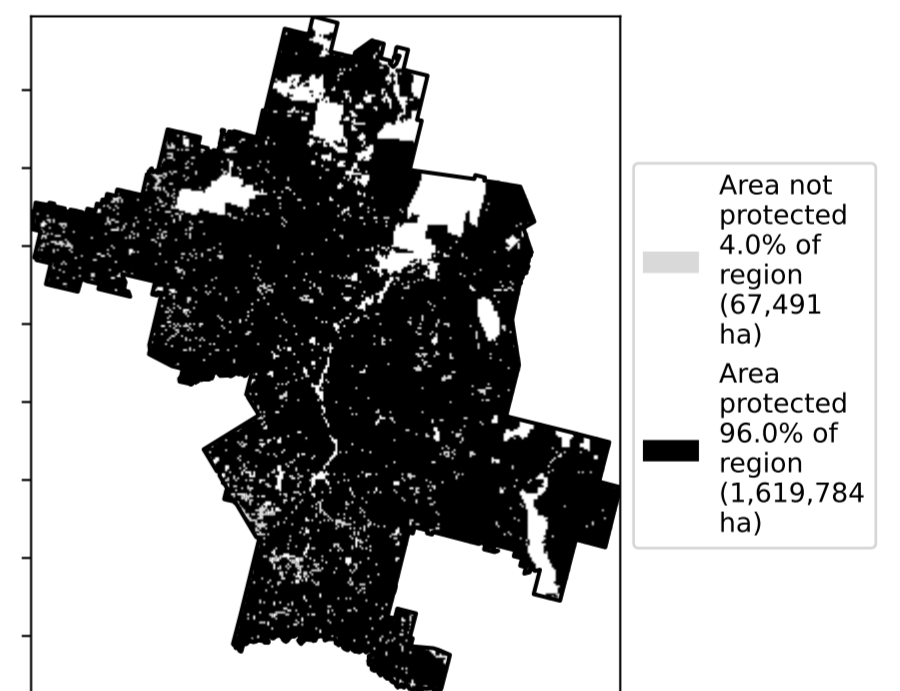 Area not
protected
4.0% of
region
(67,491
ha)
Area
protected
96.0% of
region
(1,619,784
ha)